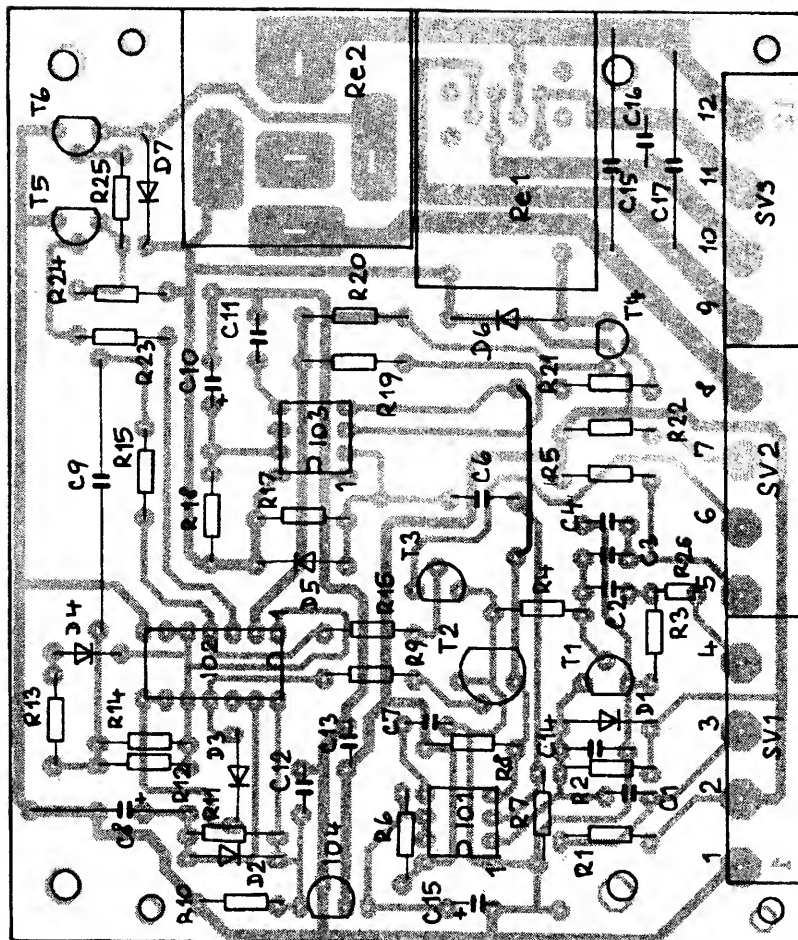 T6
Re2
T5
R25
D7
C16
12
C15
C17
11
Re1
SV3
10
R24
R20
9
C11
T4
D6
R23
C10
R21
8
R19
R15
IO3
R22
7
C9
SV2
R18
R17
1
C6
R5
C4
6
T3
C3
D5
R16
R4
C2
R26
5
D4
IO2
T2
T1
R3
4
R9
R13
R14
D1
D3
C13
C7
C14
3
SV1
R12
C12
R8
R2
C1
2
R11
C8
R6
IO1
R7
D2
IO4
1
R1
1
R10
C15